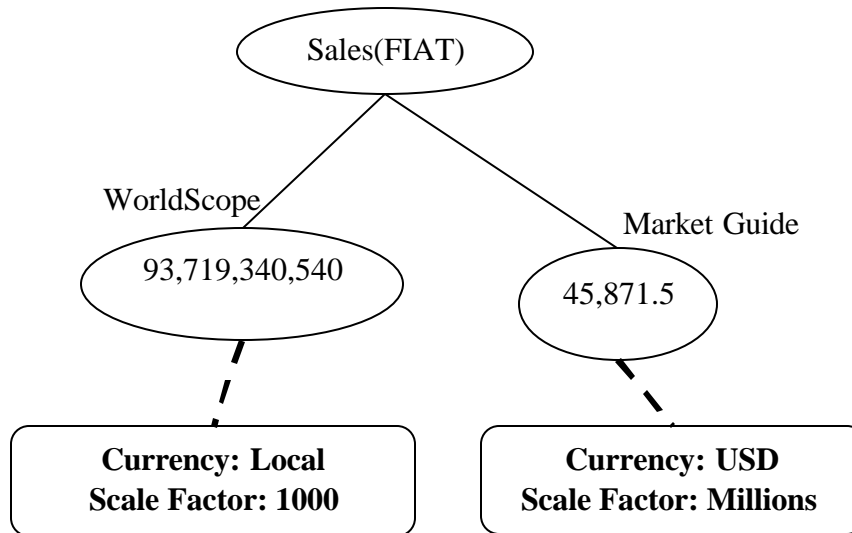 Sales(FIAT)
WorldScope
Market Guide
93,719,340,540
45,871.5
Currency: Local
Scale Factor: 1000
Currency: USD
Scale Factor: Millions